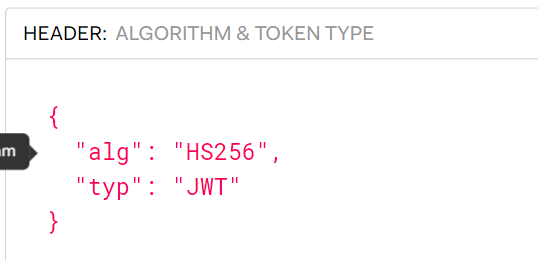 HEADER: ALGORITHM & TOKEN TYPE
{
"alg": "HS256",
"typ": "JWT"
}